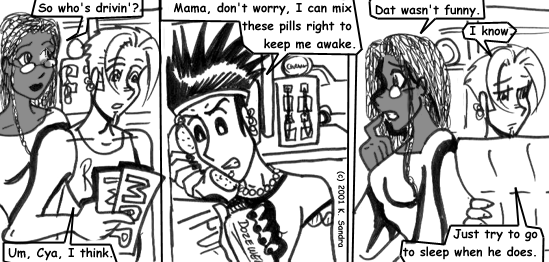 So who's drivin'?
MAP
Um, Cya, I think.
Mama, don't worry, I can mix
these pills right to
keep me awake.
(c) 2001 K. Sandra
Dat wasn't funny.
I know.
Just try to go
to sleep when he does.